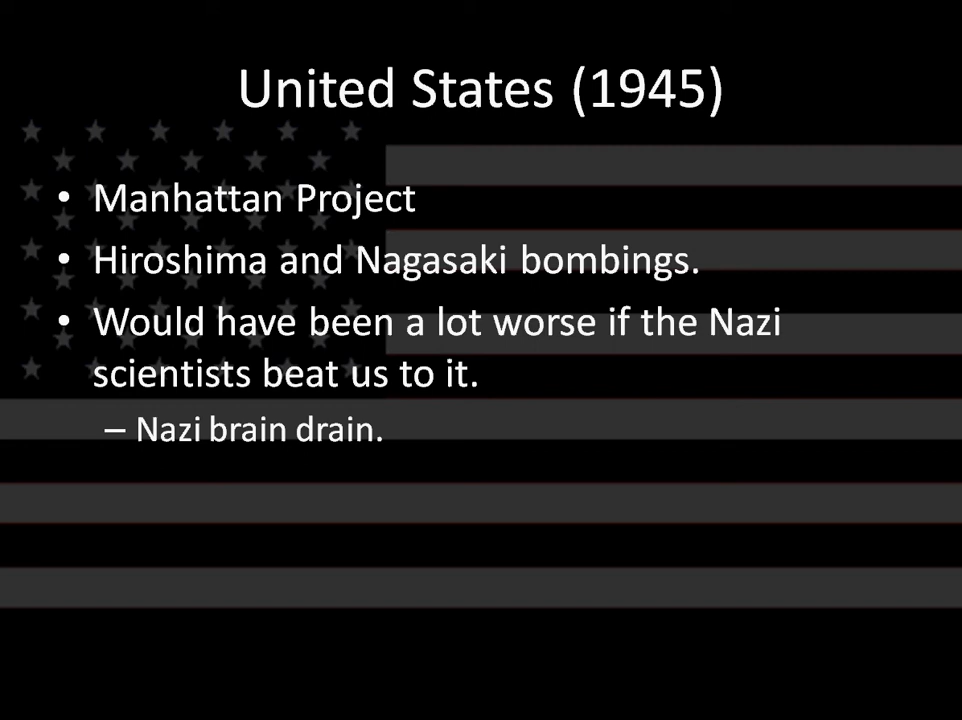 United States (1945)
• Manhattan Project
• Hiroshima and Nagasaki bombings.
• Would have been a lot worse if the Nazi
scientists beat us to it.
– Nazi brain drain.